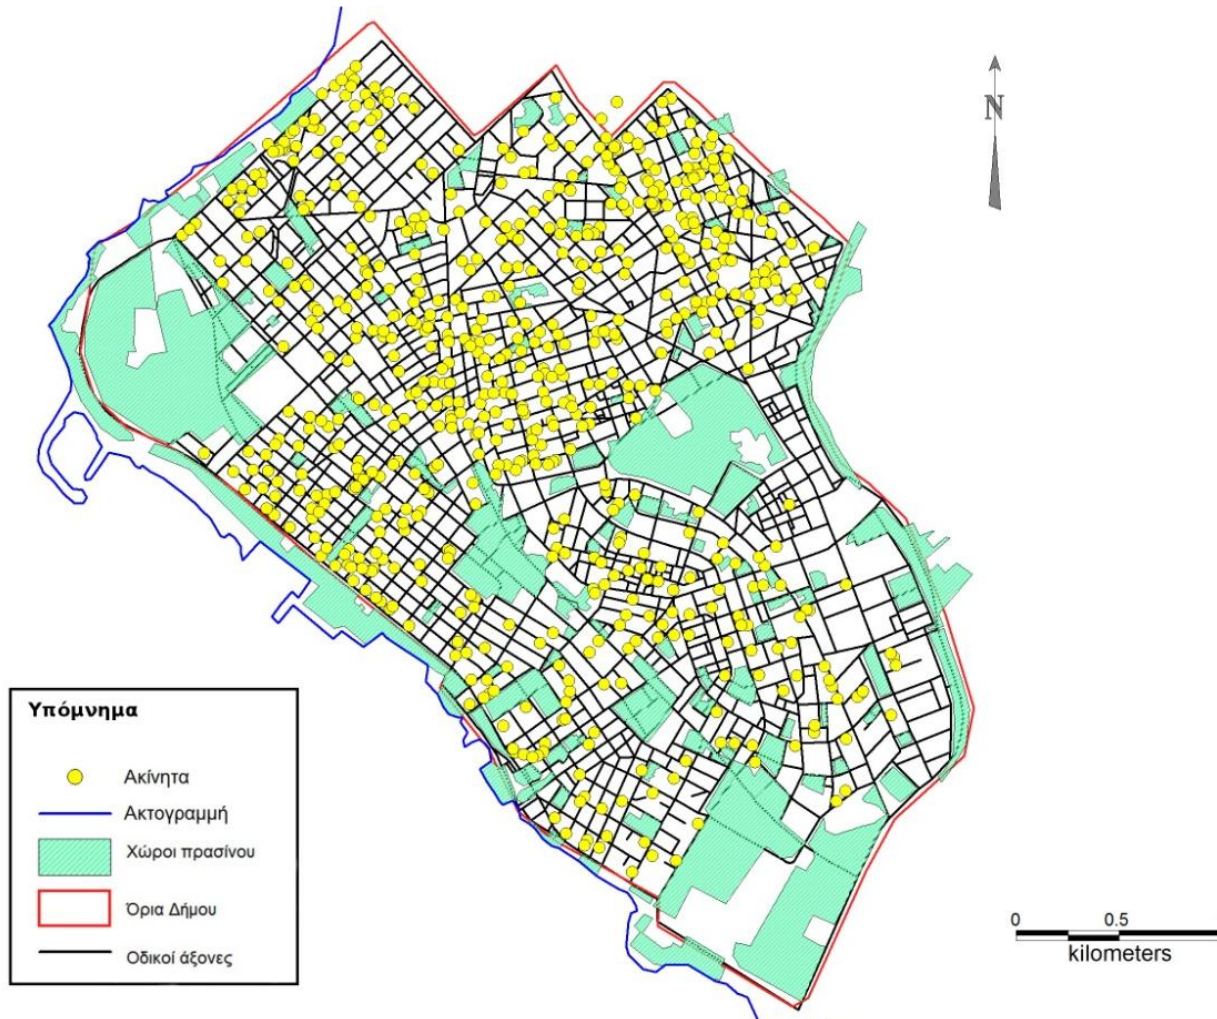 N
Υπόμνημα
Ακίνητα
Ακτογραμμή
Χώροι πρασίνου
Όρια Δήμου
Οδικοί άξονες
0 0.5
kilometers